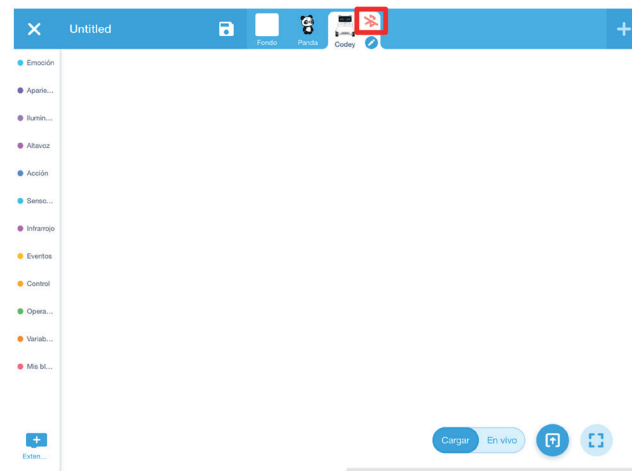 Untitled
Fondo
Panda
Codey
Emoción
Aparie...
Ilumin...
Altavoz
Acción
Senso...
Infrarrojo
Eventos
Control
Opera...
Variab...
Mis bl...
Exten...
Cargar
En vivo